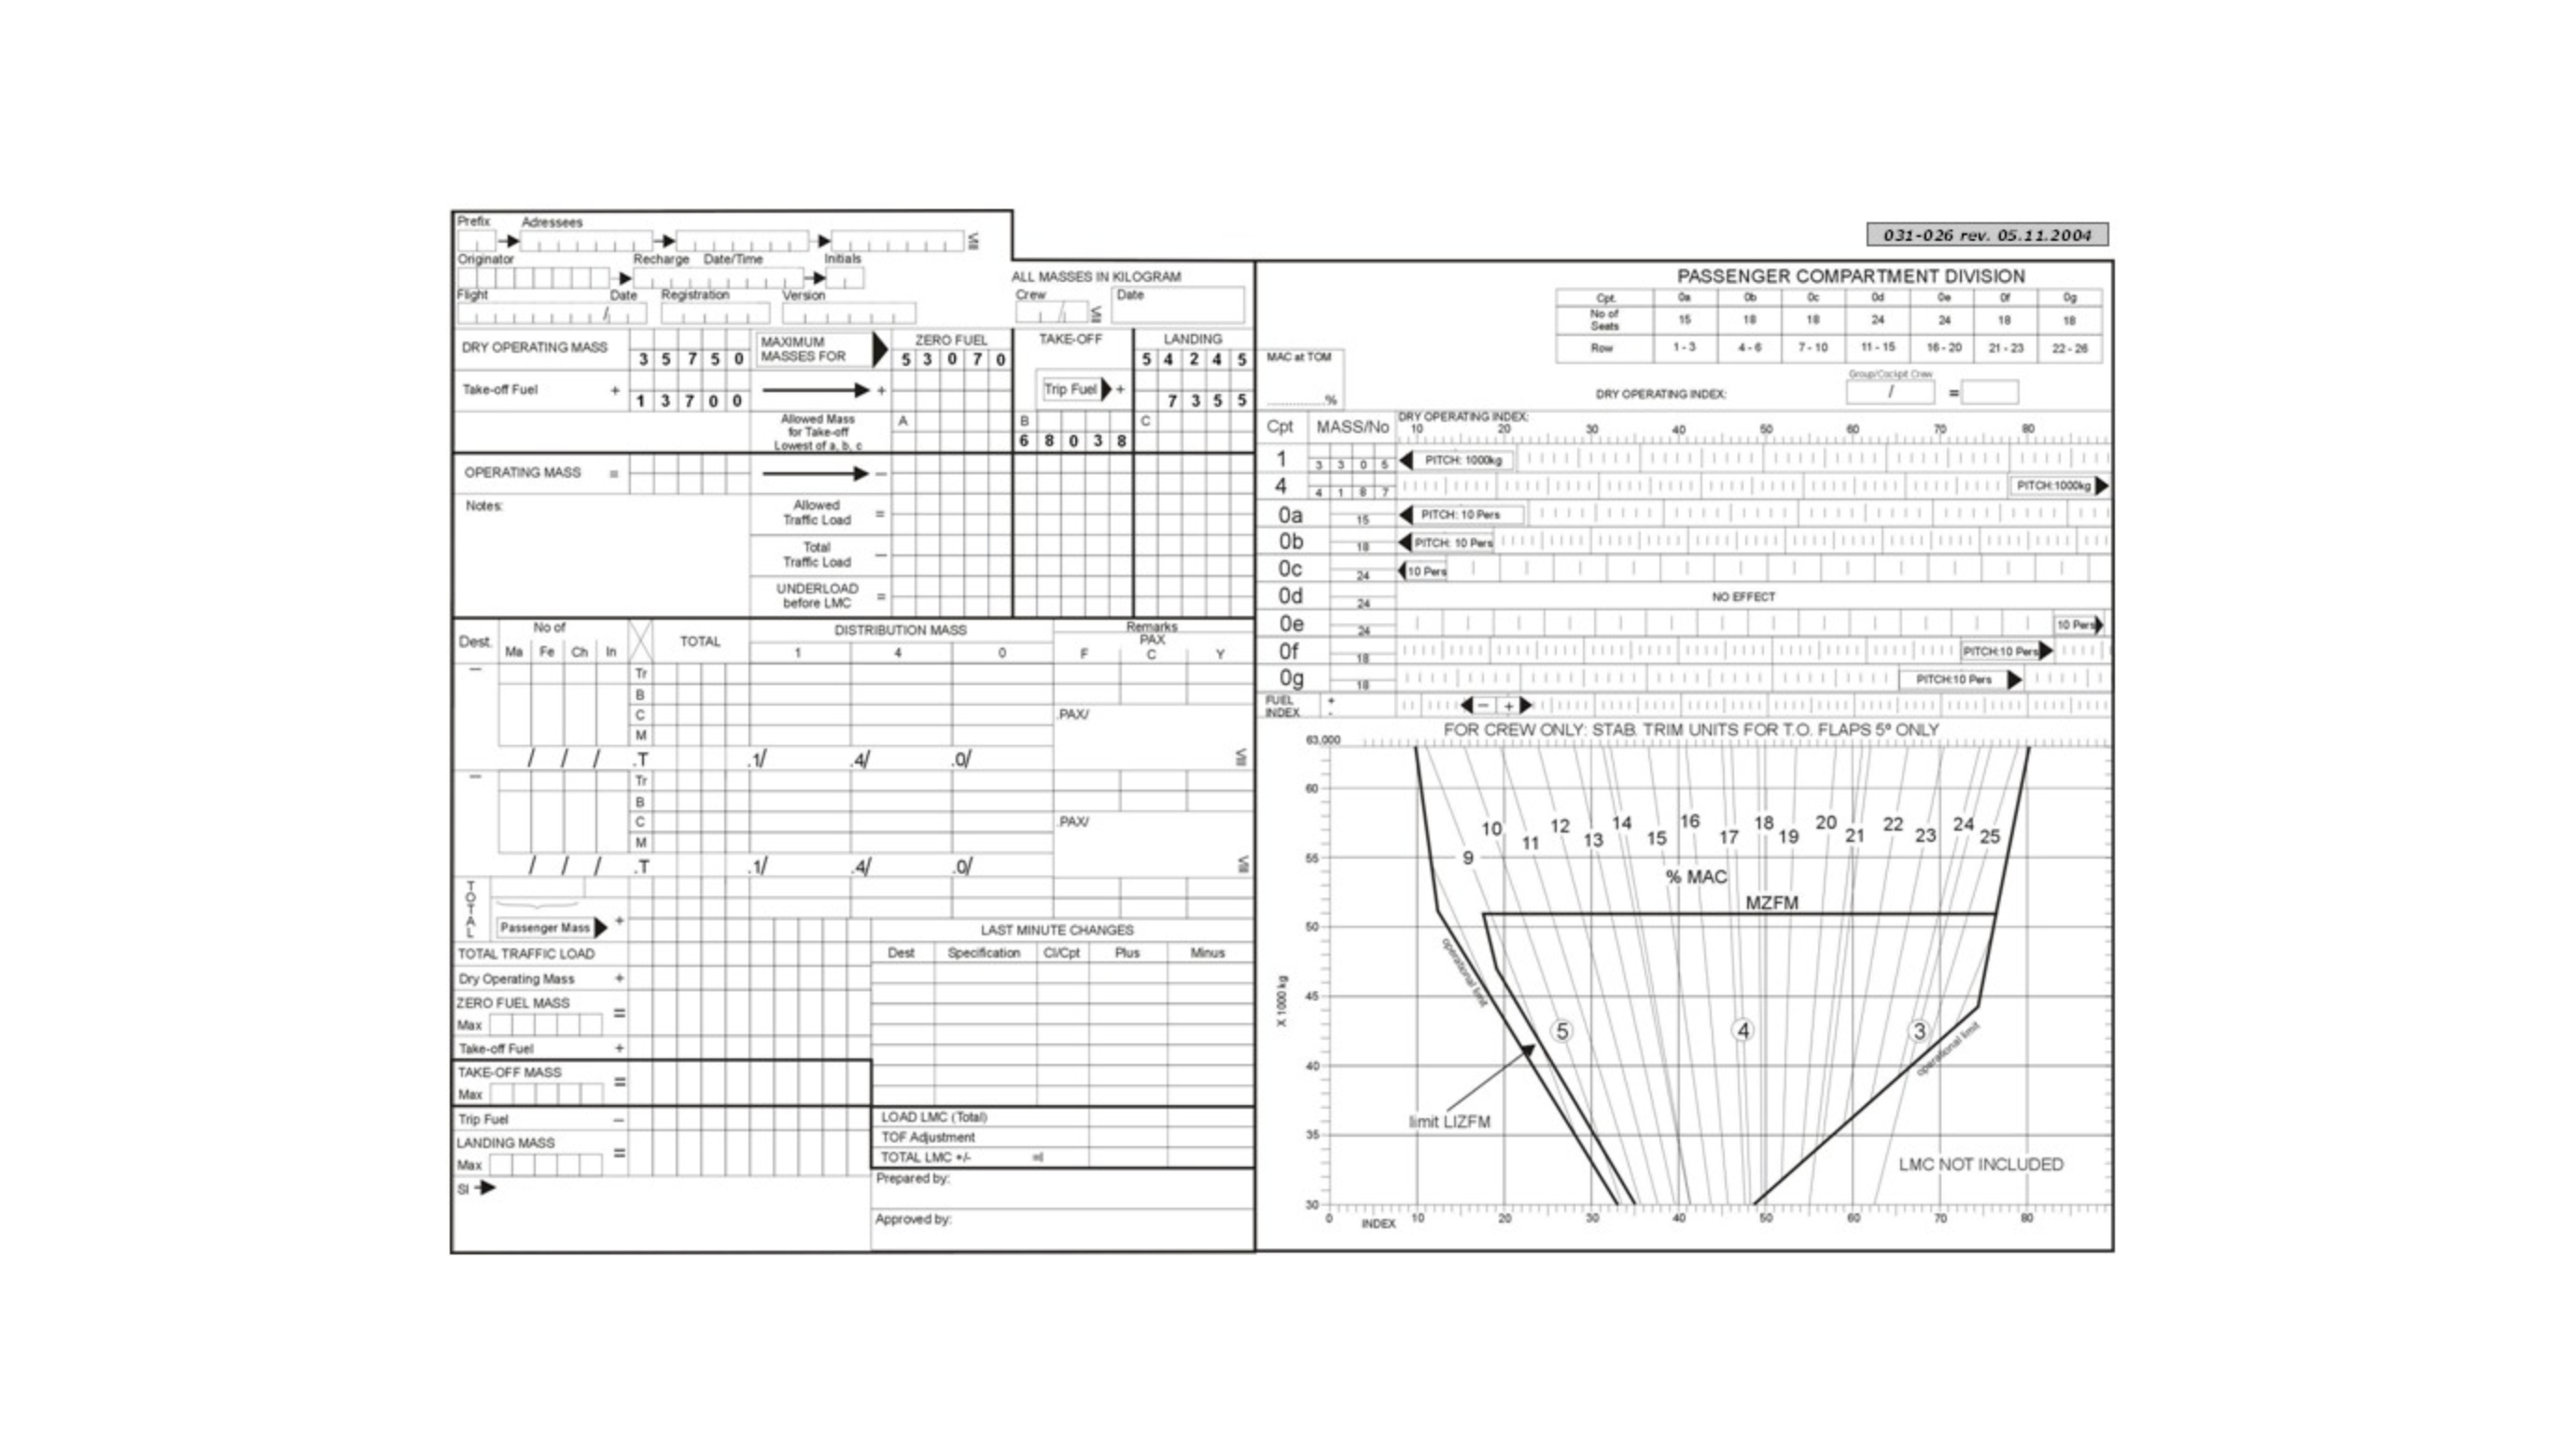 Prefix Adressees
VII
Originator Recharge Date/Time Initials
Flight / Date Registration Version
ALL MASSES IN KILOGRAM
Crew / VII Date
DRY OPERATING MASS 3 5 7 5 0 MAXIMUM MASSES FOR ZERO FUEL 5 3 0 7 0 TAKE-OFF LANDING 5 4 2 4 5
Take-off Fuel + 1 3 7 0 0 + Trip Fuel + 7 3 5 5
Allowed Mass
for Take-off
Lowest of a, b, c
A B 6 8 0 3 8 C
OPERATING MASS = −
Notes:
Allowed
Traffic Load =
Total
Traffic Load −
UNDERLOAD
before LMC =
Dest. No of TOTAL DISTRIBUTION MASS Remarks
PAX
Ma Fe Ch In 1 4 0 F C Y
− Tr
B
C .PAX/
M
/ / / .T .1/ .4/ .0/ VII
− Tr
B
C .PAX/
M
/ / / .T .1/ .4/ .0/ VII
TOTAL
Passenger Mass +
TOTAL TRAFFIC LOAD
Dry Operating Mass +
ZERO FUEL MASS
Max =
Take-off Fuel +
TAKE-OFF MASS
Max =
Trip Fuel −
LANDING MASS
Max =
SI
LAST MINUTE CHANGES
Dest Specification Cl/Cpt Plus Minus
LOAD LMC (Total)
TOF Adjustment
TOTAL LMC +/- =
Prepared by:
Approved by:
031-026 rev. 05.11.2004
PASSENGER COMPARTMENT DIVISION
Cpt. 0a 0b 0c 0d 0e 0f 0g
No of Seats 15 18 18 24 24 18 18
Row 1 - 3 4 - 6 7 - 10 11 - 15 16 - 20 21 - 23 22 - 26
MAC at TOM
..............%
Group/Cockpit Crew
DRY OPERATING INDEX: / =
Cpt MASS/No DRY OPERATING INDEX:
10 20 30 40 50 60 70 80
1 3 3 0 5 PITCH: 1000kg
4 4 1 8 7 PITCH:1000kg
0a 15 PITCH: 10 Pers
0b 18 PITCH: 10 Pers
0c 24 10 Pers
0d 24 NO EFFECT
0e 24 10 Pers
0f 18 PITCH:10 Pers
0g 18 PITCH:10 Pers
FUEL INDEX + - − +
FOR CREW ONLY: STAB. TRIM UNITS FOR T.O. FLAPS 5º ONLY
63,000
60
9 10 11 12 13 14 15 16 17 18 19 20 21 22 23 24 25
55
% MAC
MZFM
50
operational limit
45
X 1000 kg
5 4 3
operational limit
40
limit LIZFM
35
LMC NOT INCLUDED
30
0 INDEX 10 20 30 40 50 60 70 80